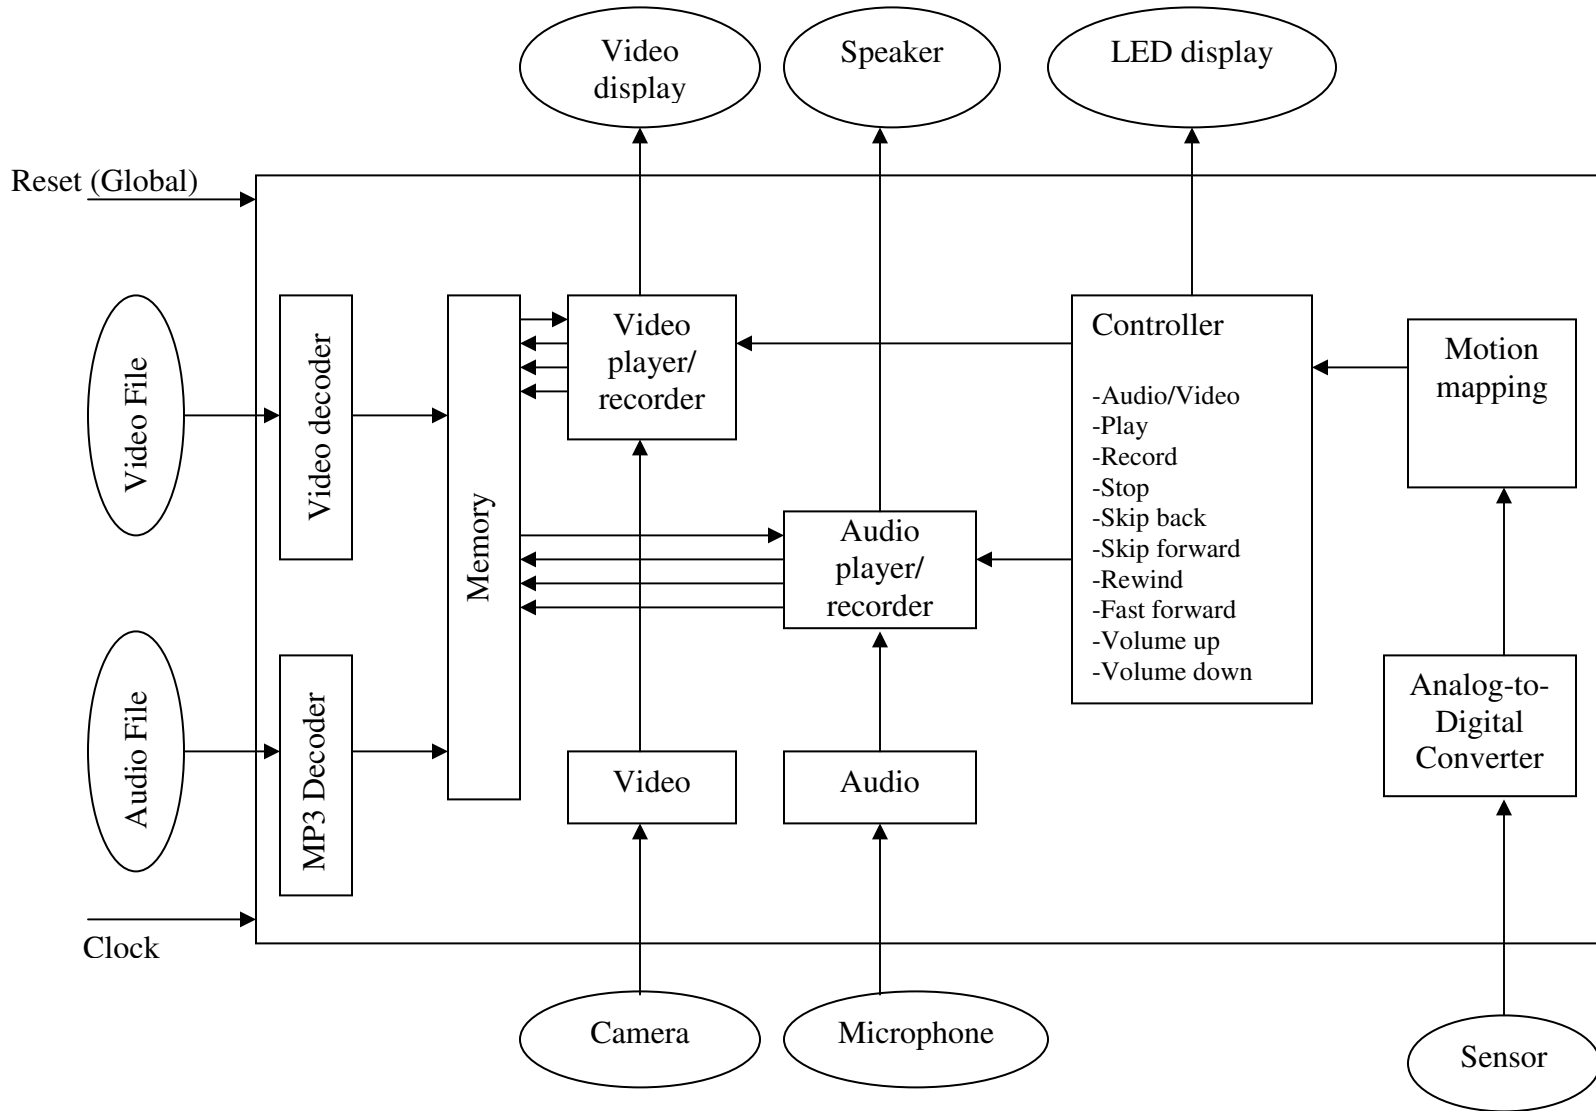 Video
display
Speaker
LED display
Reset (Global)
Video File
Video decoder
Memory
Video
player/
recorder
Controller
-Audio/Video
-Play
-Record
-Stop
-Skip back
-Skip forward
-Rewind
-Fast forward
-Volume up
-Volume down
Motion
mapping
Audio
player/
recorder
Audio File
MP3 Decoder
Video
Audio
Analog-to-
Digital
Converter
Clock
Camera
Microphone
Sensor